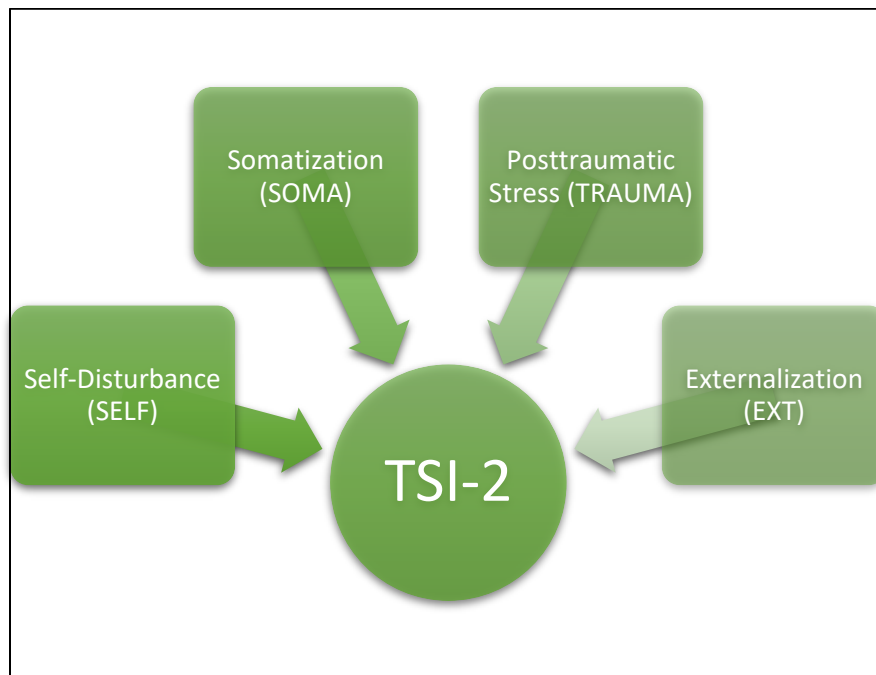 Somatization
(SOMA)
Posttraumatic
Stress (TRAUMA)
Self-Disturbance
(SELF)
Externalization
(EXT)
TSI-2